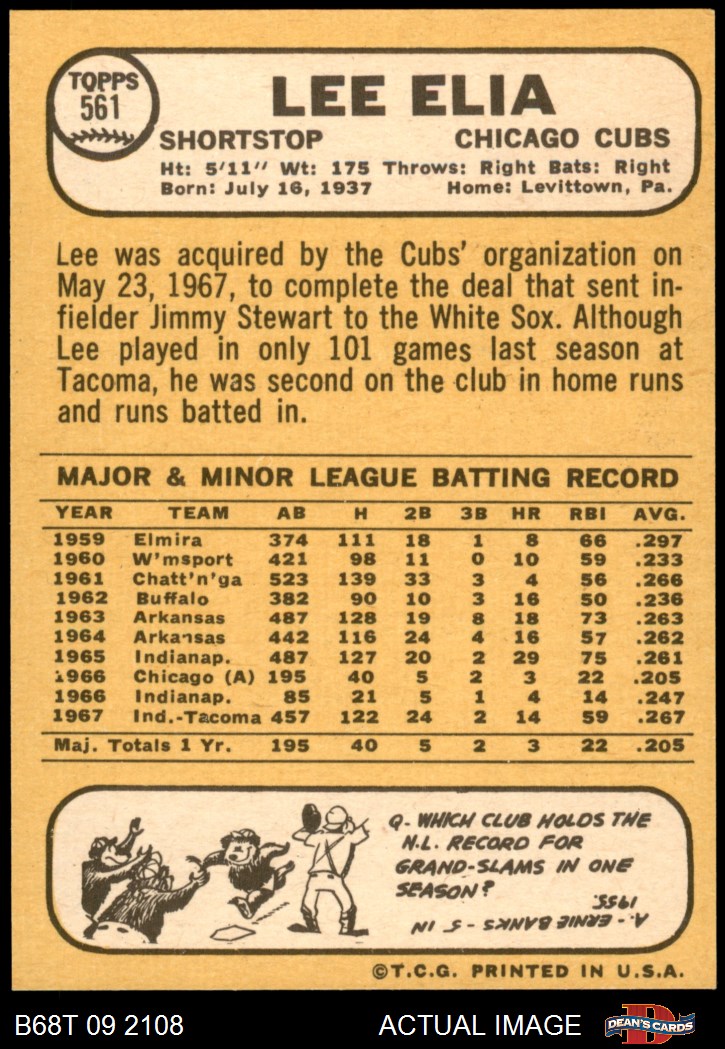 TOPPS
561
LEE ELIA
SHORTSTOP CHICAGO CUBS
Ht: 5'11" Wt: 175 Throws: Right Bats: Right
Born: July 16, 1937 Home: Levittown, Pa.
Lee was acquired by the Cubs' organization on
May 23, 1967, to complete the deal that sent in-
fielder Jimmy Stewart to the White Sox. Although
Lee played in only 101 games last season at
Tacoma, he was second on the club in home runs
and runs batted in.
MAJOR & MINOR LEAGUE BATTING RECORD
YEAR TEAM AB H 2B 3B HR RBI AVG.
1959 Elmira 374 111 18 1 8 66 .297
1960 W'msport 421 98 11 0 10 59 .233
1961 Chatt'n'ga 523 139 33 3 4 56 .266
1962 Buffalo 382 90 10 3 16 50 .236
1963 Arkansas 487 128 19 8 18 73 .263
1964 Arkansas 442 116 24 4 16 57 .262
1965 Indianap. 487 127 20 2 29 75 .261
1966 Chicago (A) 195 40 5 2 3 22 .205
1966 Indianap. 85 21 5 1 4 14 .247
1967 Ind.-Tacoma 457 122 24 2 14 59 .267
Maj. Totals 1 Yr. 195 40 5 2 3 22 .205
Q- WHICH CLUB HOLDS THE
N.L. RECORD FOR
GRAND-SLAMS IN ONE
SEASON?
A- ERNIE BANKS - 5 - IN
1955.
©T.C.G. PRINTED IN U.S.A.
B68T 09 2108 ACTUAL IMAGE
D
DEAN'S CARDS